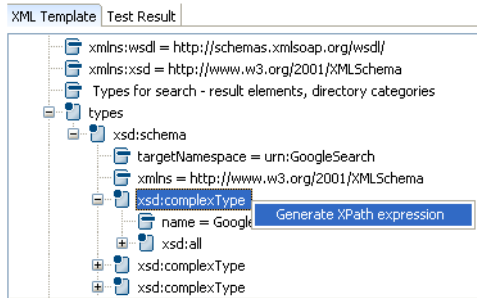 XML Template Test Result
xmlns:wsdl = http://schemas.xmlsoap.org/wsdl/
xmlns:xsd = http://www.w3.org/2001/XMLSchema
Types for search - result elements, directory categories
types
xsd:schema
targetNamespace = urn:GoogleSearch
xmlns = http://www.w3.org/2001/XMLSchema
xsd:complexType
Generate XPath expression
name = Google
xsd:all
xsd:complexType
xsd:complexType